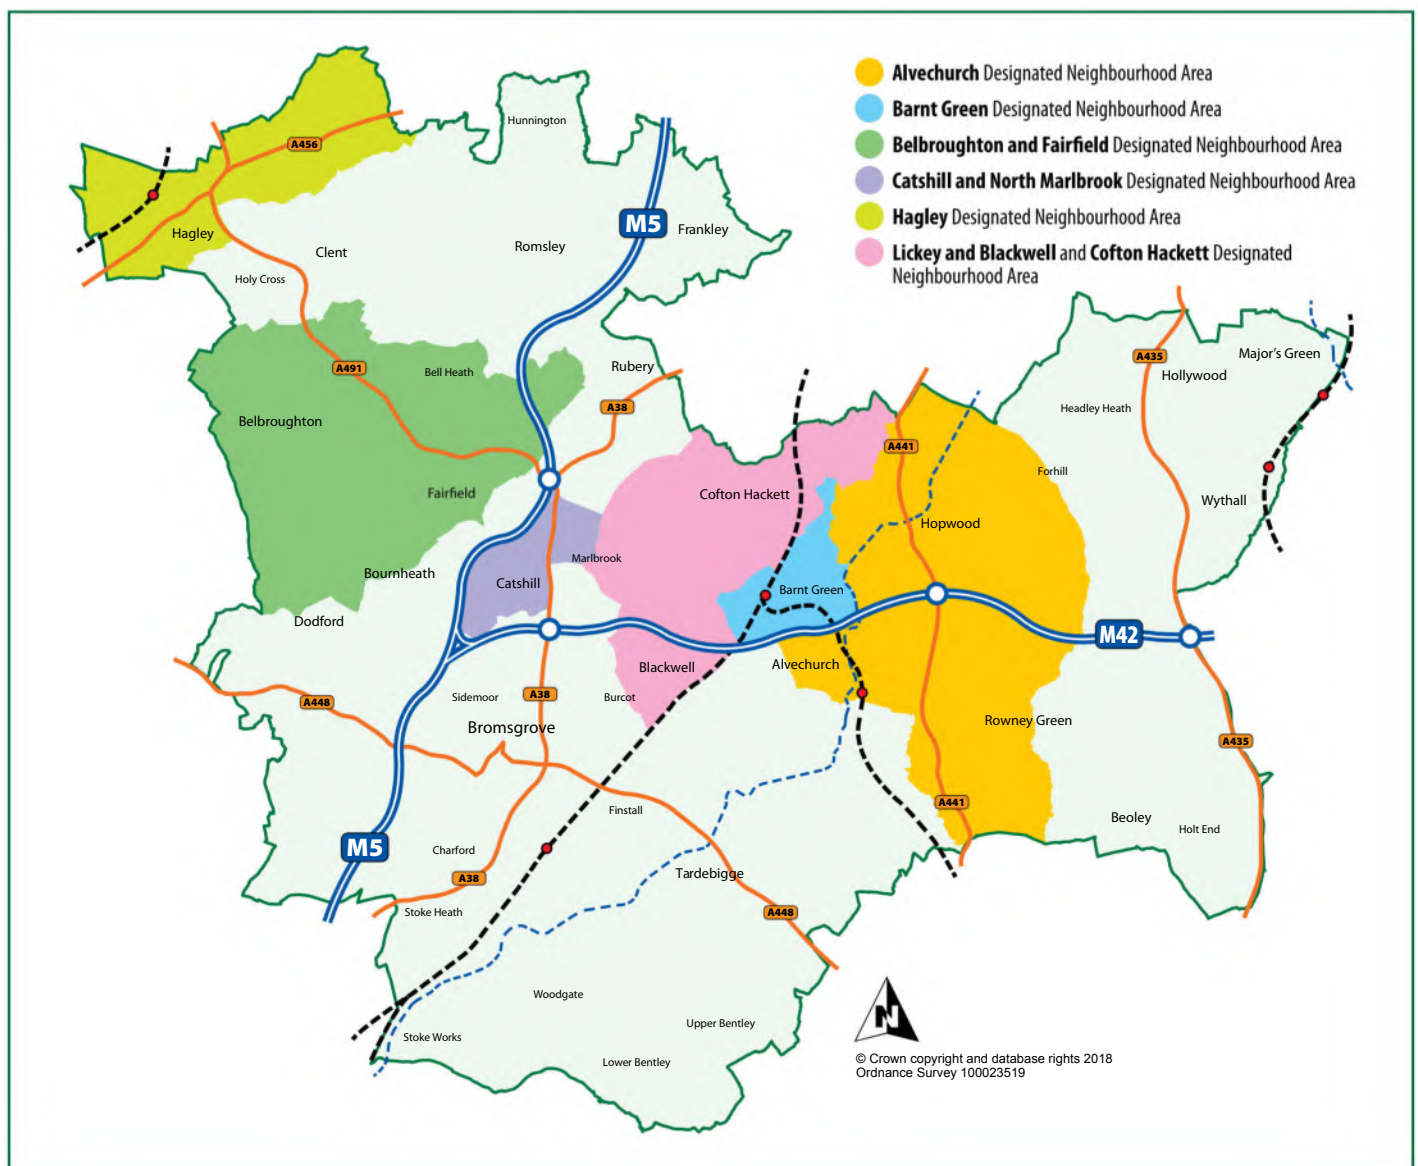 Alvechurch Designated Neighbourhood Area
Barnt Green Designated Neighbourhood Area
Belbroughton and Fairfield Designated Neighbourhood Area
Catshill and North Marlbrook Designated Neighbourhood Area
Hagley Designated Neighbourhood Area
Lickey and Blackwell and Cofton Hackett Designated
Neighbourhood Area
Hunnington
A456
M5
Frankley
Hagley
Romsley
Clent
Holy Cross
A435
Major's Green
Hollywood
A491
Bell Heath
Rubery
A38
Headley Heath
Belbroughton
A441
Forhill
Fairfield
Cofton Hackett
Wythall
Hopwood
Marlbrook
Bournheath
Catshill
Barnt Green
Dodford
M42
Blackwell
Alvechurch
Sidemoor
A38
Burcot
A448
Rowney Green
Bromsgrove
A435
A441
Finstall
Beoley
Holt End
M5
Charford
Tardebigge
A38
Stoke Heath
A448
Woodgate
N
Upper Bentley
Stoke Works
Lower Bentley
© Crown copyright and database rights 2018
Ordnance Survey 100023519